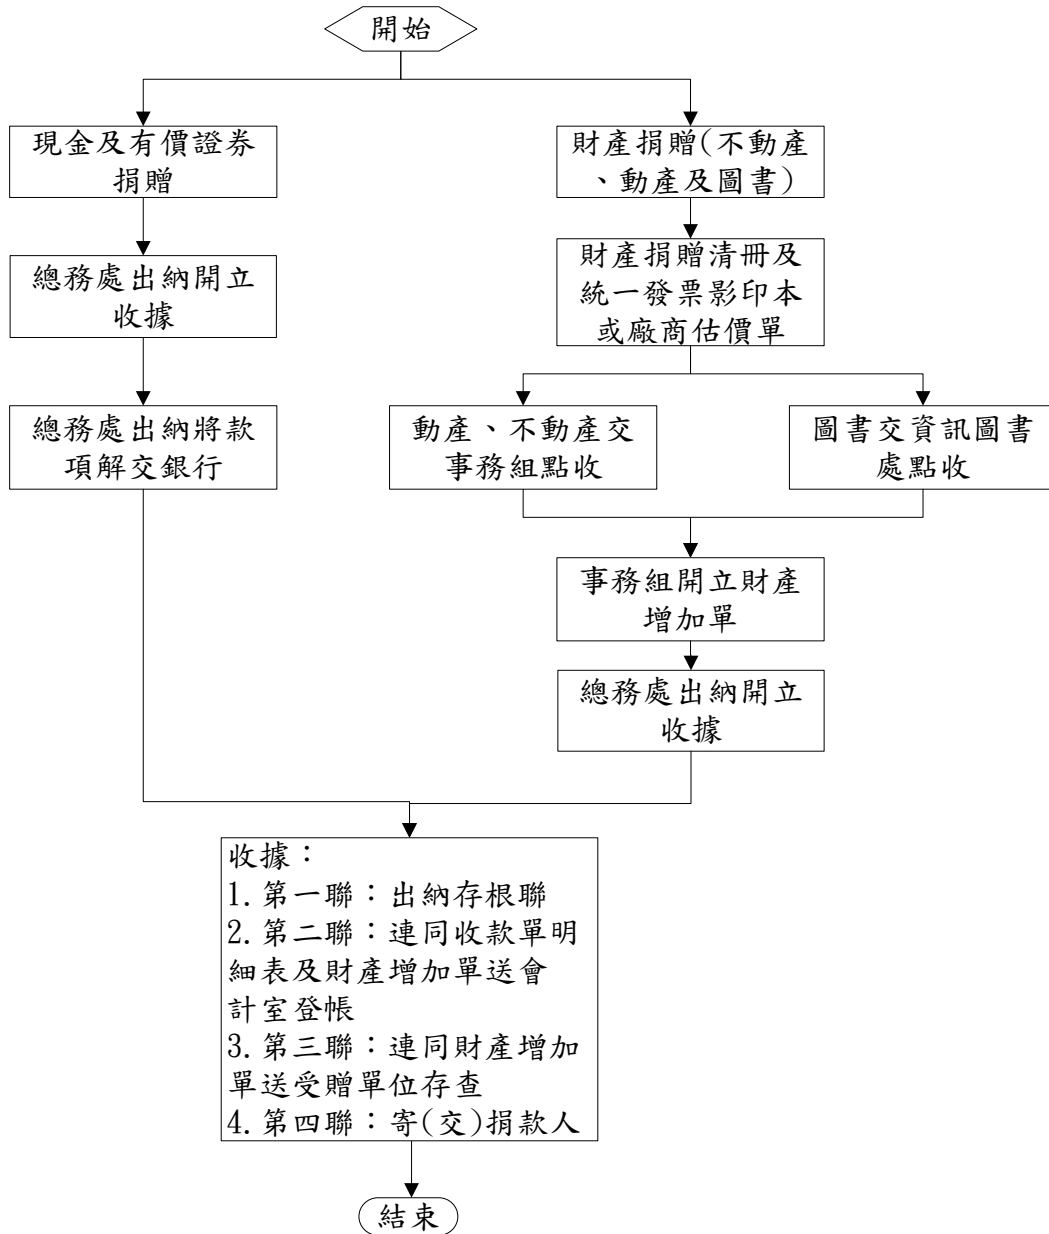 開始
現金及有價證券
捐贈
總務處出納開立
收據
總務處出納將款
項解交銀行
財產捐贈(不動產
、動產及圖書)
財產捐贈清冊及
統一發票影印本
或廠商估價單
動產、不動產交
事務組點收
圖書交資訊圖書
處點收
事務組開立財產
增加單
總務處出納開立
收據
收據：
1.第一聯：出納存根聯
2.第二聯：連同收款單明
細表及財產增加單送會
計室登帳
3.第三聯：連同財產增加
單送受贈單位存查
4.第四聯：寄(交)捐款人
結束